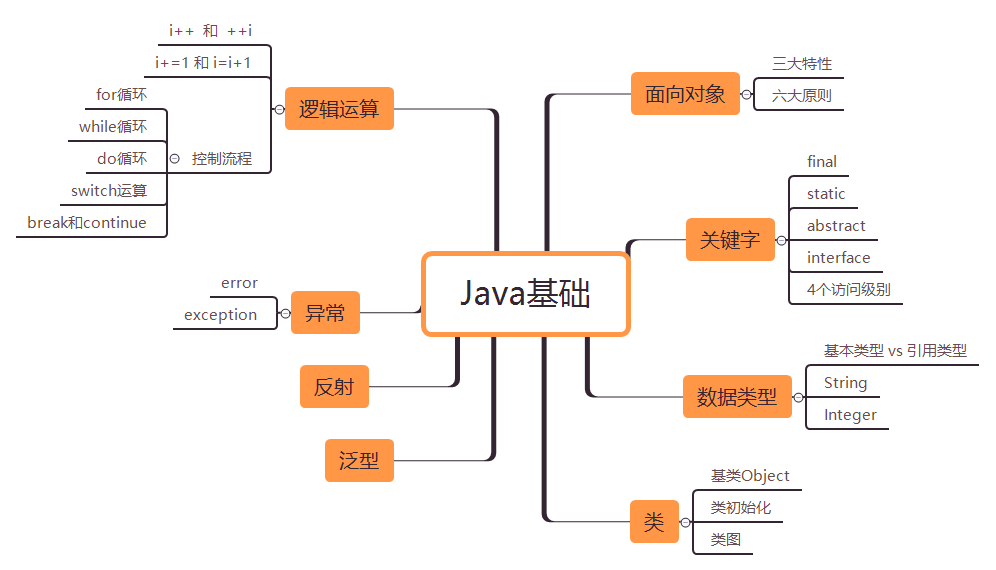 Java基础
面向对象
三大特性
六大原则
关键字
final
static
abstract
interface
4个访问级别
数据类型
基本类型 vs 引用类型
String
Integer
类
基类Object
类初始化
类图
逻辑运算
i++ 和 ++i
i+=1 和 i=i+1
控制流程
for循环
while循环
do循环
switch运算
break和continue
异常
error
exception
反射
泛型